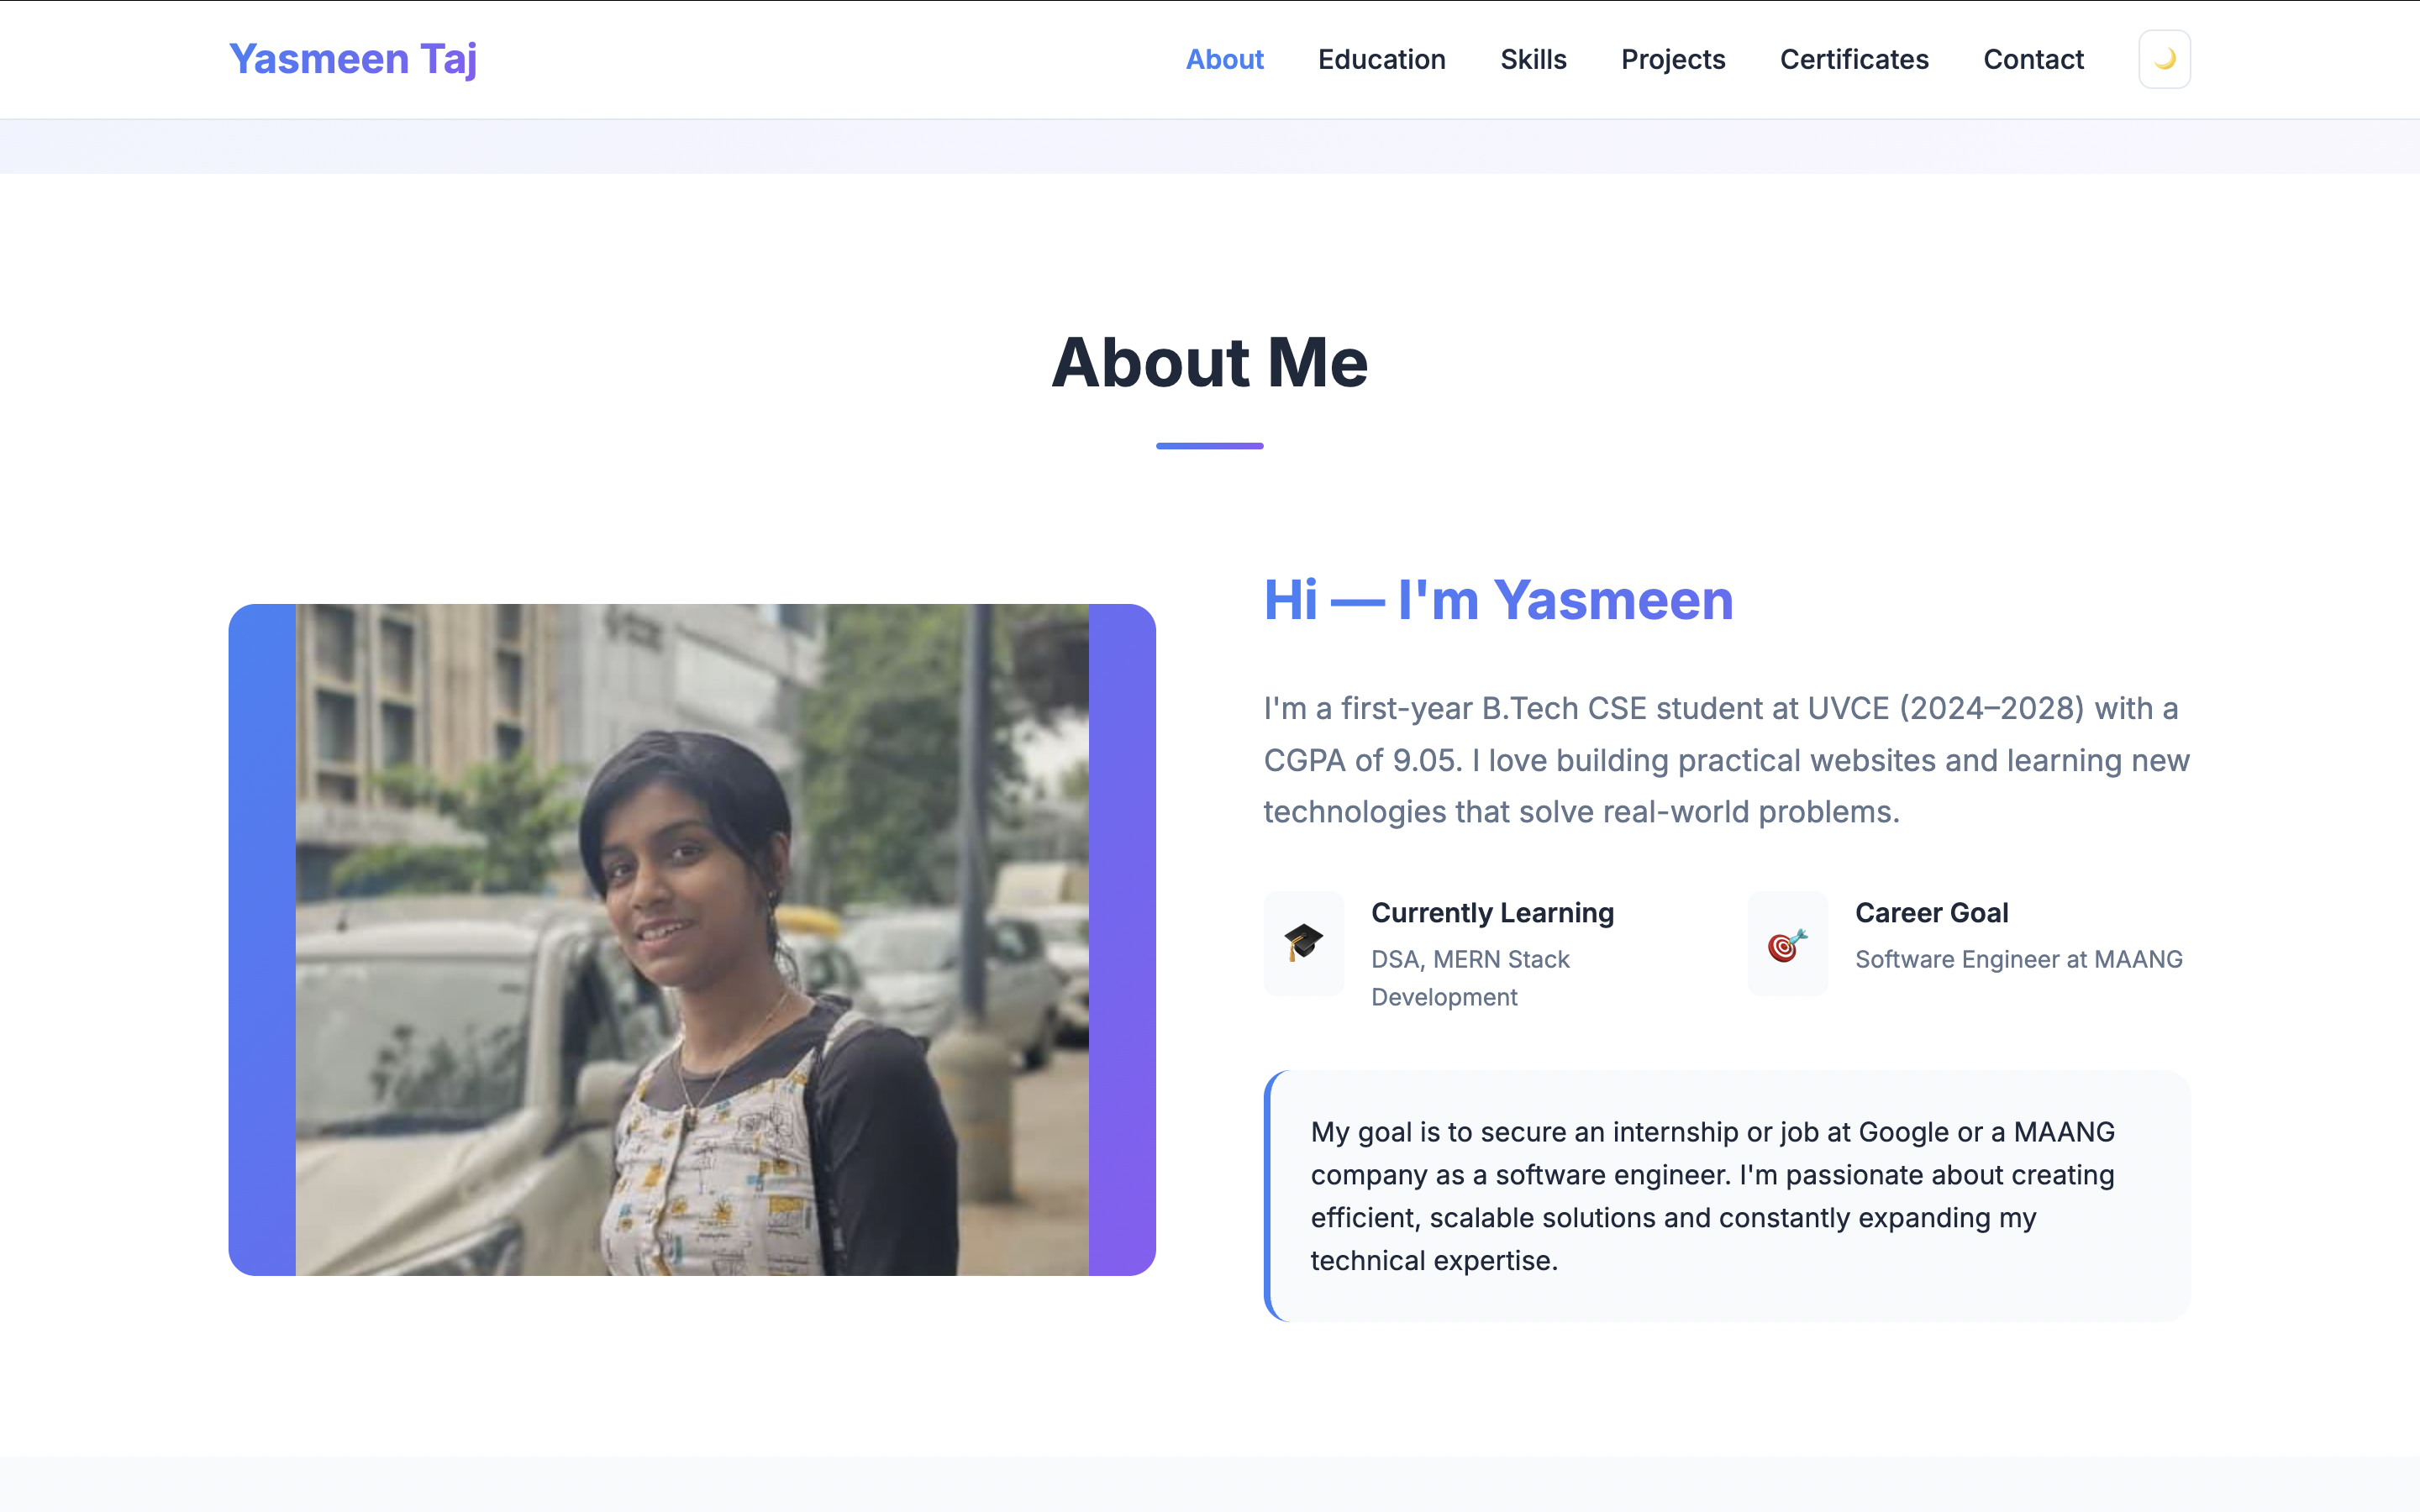 Yasmeen Taj
About
Education
Skills
Projects
Certificates
Contact
About Me
Hi — I'm Yasmeen
I'm a first-year B.Tech CSE student at UVCE (2024–2028) with a
CGPA of 9.05. I love building practical websites and learning new
technologies that solve real-world problems.
Currently Learning
DSA, MERN Stack
Development
Career Goal
Software Engineer at MAANG
My goal is to secure an internship or job at Google or a MAANG
company as a software engineer. I'm passionate about creating
efficient, scalable solutions and constantly expanding my
technical expertise.